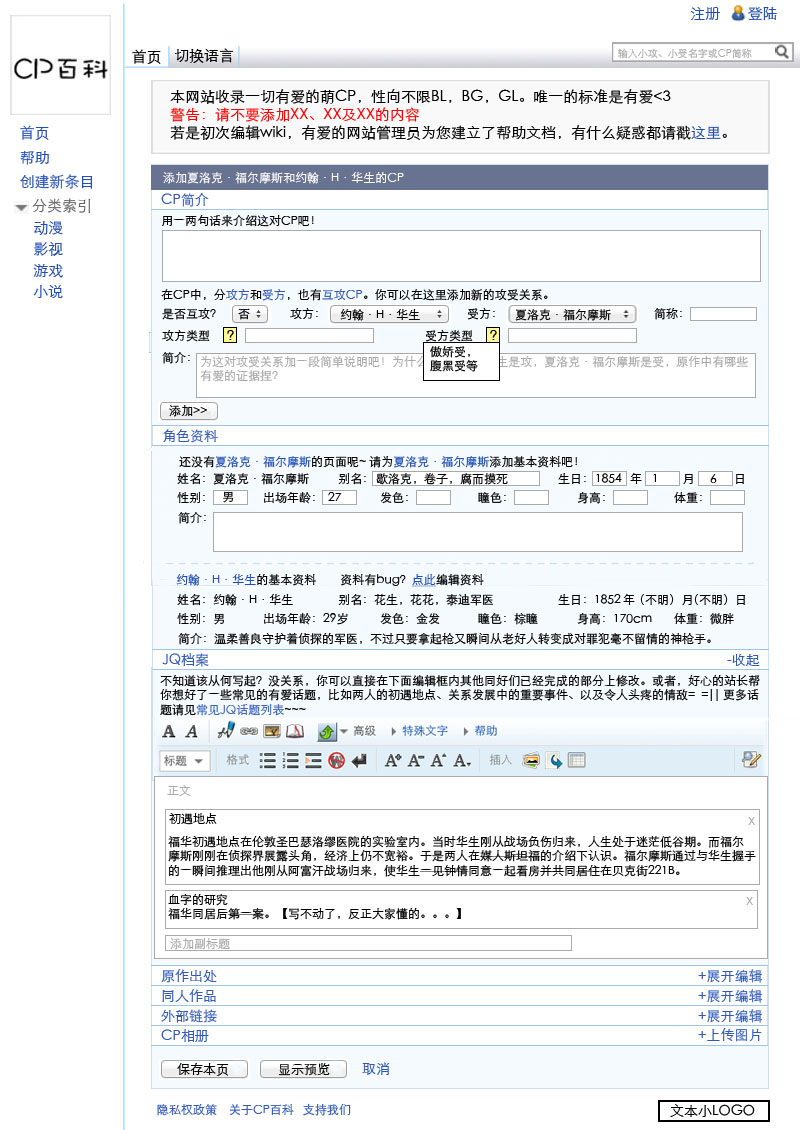 注册 登陆
首页 切换语言 输入小攻、小受名字或CP简称
CP百科
首页
帮助
创建新条目
分类索引
动漫
影视
游戏
小说
本网站收录一切有爱的萌CP，性向不限BL，BG，GL。唯一的标准是有爱<3
警告：请不要添加XX、XX及XX的内容
若是初次编辑wiki，有爱的网站管理员为您建立了帮助文档，有什么疑惑都请戳这里。
添加夏洛克·福尔摩斯和约翰·H·华生的CP
CP简介
用一两句话来介绍这对CP吧！
在CP中，分攻方和受方，也有互攻CP。你可以在这里添加新的攻受关系。
是否互攻？ 否 攻方： 约翰·H·华生 受方： 夏洛克·福尔摩斯 简称：
攻方类型 ? 受方类型 ?
傲娇受，
腹黑受等
简介： 为这对攻受关系加一段简单说明吧！为什么 生是攻，夏洛克·福尔摩斯是受，原作中有哪些
有爱的证据捏？
添加>>
角色资料
还没有夏洛克·福尔摩斯的页面呢~ 请为夏洛克·福尔摩斯添加基本资料吧！
姓名：夏洛克·福尔摩斯 别名：歇洛克，卷子，腐而摸死 生日：1854 年 1 月 6 日
性别：男 出场年龄：27 发色： 瞳色： 身高： 体重：
简介：
约翰·H·华生的基本资料 资料有bug？点此编辑资料
姓名：约翰·H·华生 别名：花生，花花，泰迪军医 生日：1852 年（不明）月(不明）日
性别：男 出场年龄：29岁 发色：金发 瞳色：棕瞳 身高：170cm 体重：微胖
简介：温柔善良守护着侦探的军医，不过只要拿起枪又瞬间从老好人转变成对罪犯毫不留情的神枪手。
JQ档案 -收起
不知道该从何写起？没关系，你可以直接在下面编辑框内其他同好们已经完成的部分上修改。或者，好心的站长帮
你想好了一些常见的有爱话题，比如两人的初遇地点、关系发展中的重要事件、以及令人头疼的情敌= =|| 更多话
题请见常见JQ话题列表~~~
A A 高级 特殊文字 帮助
标题 格式 A A A A 插入
正文
初遇地点 X
福华初遇地点在伦敦圣巴瑟洛缪医院的实验室内。当时华生刚从战场负伤归来，人生处于迷茫低谷期。而福尔
摩斯刚刚在侦探界展露头角，经济上仍不宽裕。于是两人在媒人斯坦福的介绍下认识。福尔摩斯通过与华生握手
的一瞬间推理出他刚从阿富汗战场归来，使华生一见钟情同意一起看房并共同居住在贝克街221B。
血字的研究 X
福华同居后第一案。【写不动了，反正大家懂的。。。】
添加副标题
原作出处 +展开编辑
同人作品 +展开编辑
外部链接 +展开编辑
CP相册 +上传图片
保存本页 显示预览 取消
隐私权政策 关于CP百科 支持我们 文本小LOGO